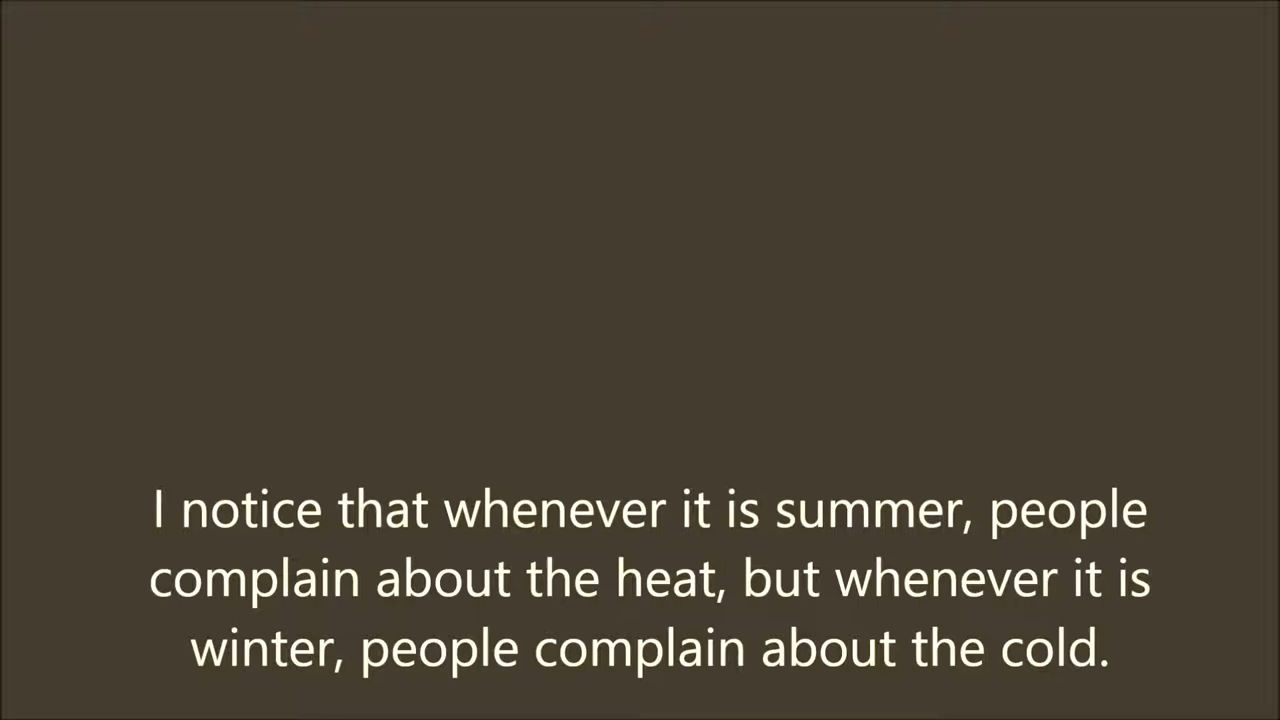 I notice that whenever it is summer, people
complain about the heat, but whenever it is
winter, people complain about the cold.